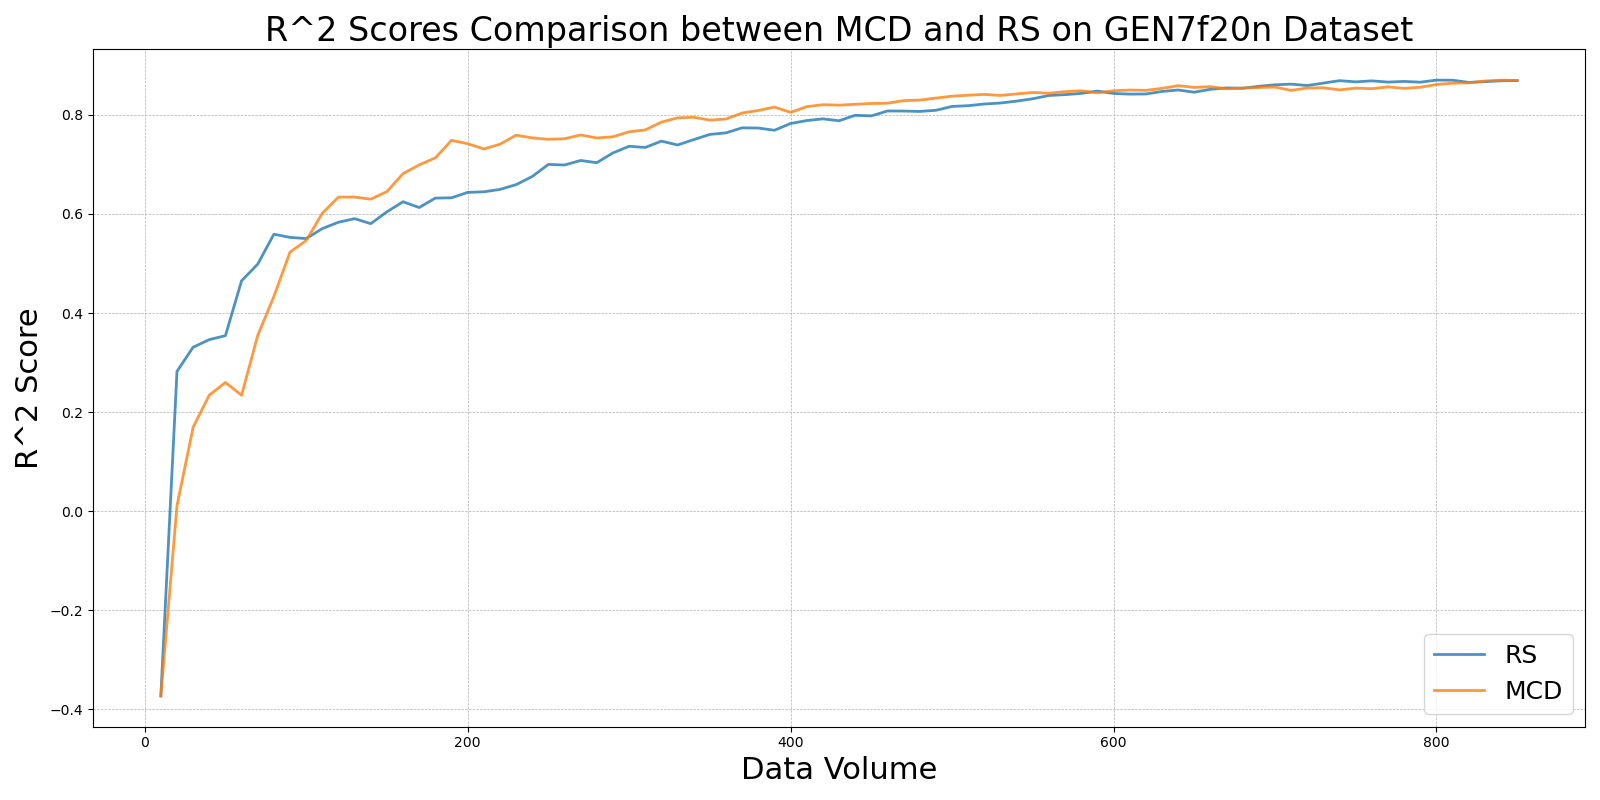 R^2 Scores Comparison between MCD and RS on GEN7f20n Dataset
R^2 Score
0.8
0.6
0.4
0.2
0.0
−0.2
−0.4
RS
MCD
0 200 400 600 800
Data Volume